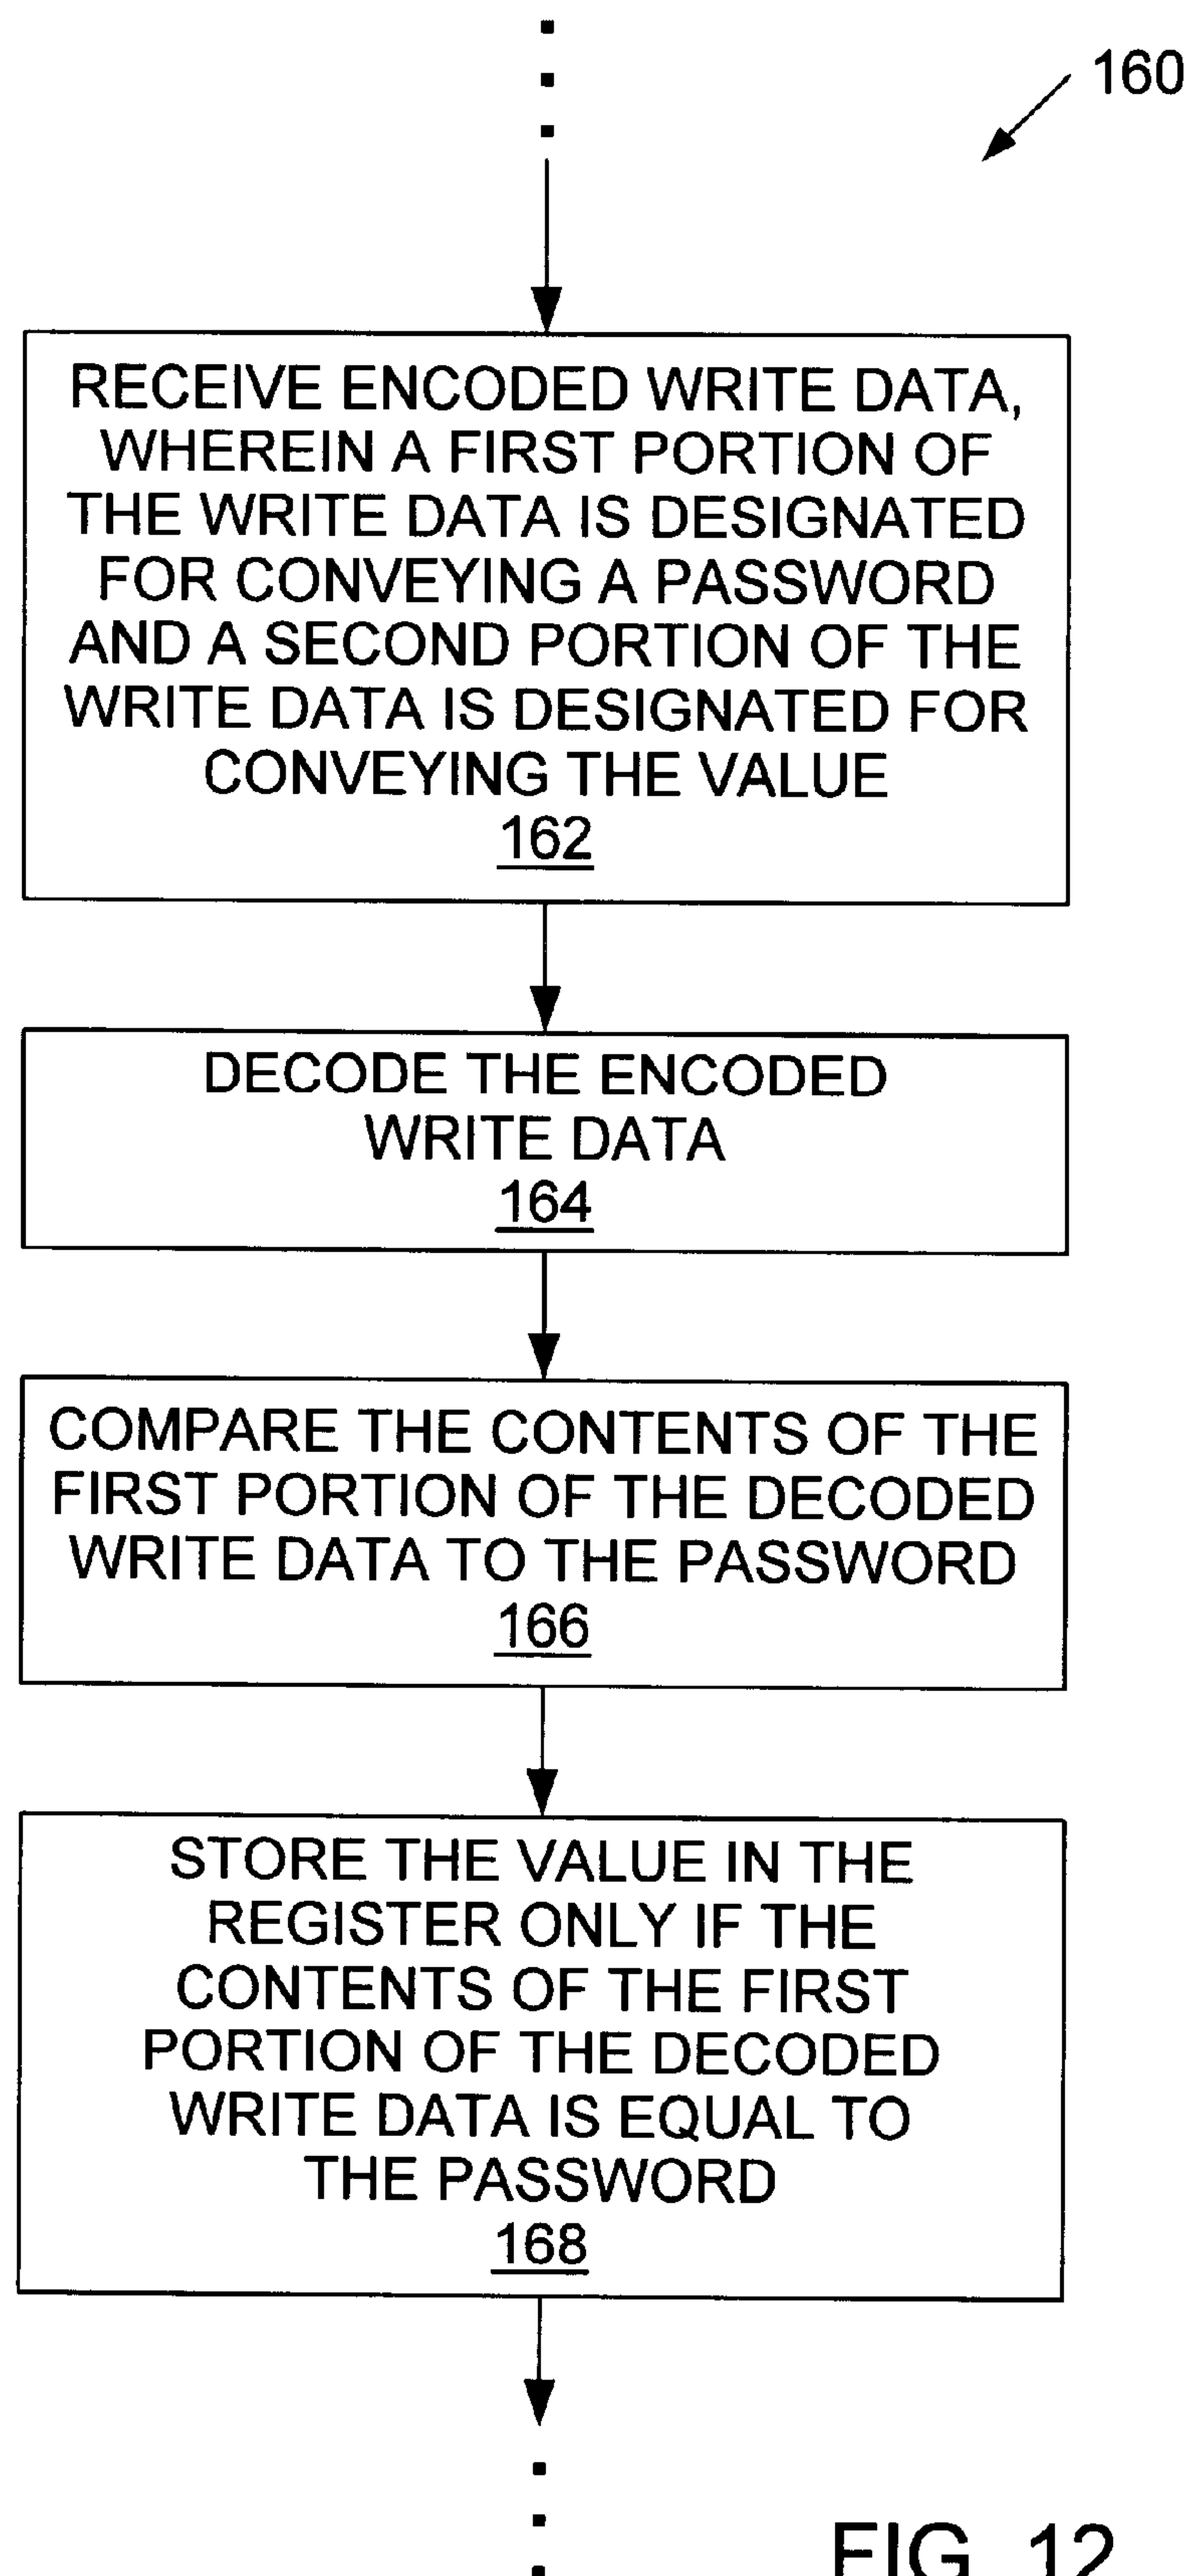 160
RECEIVE ENCODED WRITE DATA,
WHEREIN A FIRST PORTION OF
THE WRITE DATA IS DESIGNATED
FOR CONVEYING A PASSWORD
AND A SECOND PORTION OF THE
WRITE DATA IS DESIGNATED FOR
CONVEYING THE VALUE
162
DECODE THE ENCODED
WRITE DATA
164
COMPARE THE CONTENTS OF THE
FIRST PORTION OF THE DECODED
WRITE DATA TO THE PASSWORD
166
STORE THE VALUE IN THE
REGISTER ONLY IF THE
CONTENTS OF THE FIRST
PORTION OF THE DECODED
WRITE DATA IS EQUAL TO
THE PASSWORD
168
FIG. 12